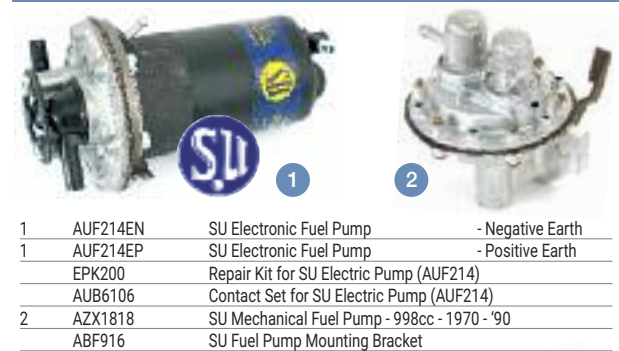 SU
S.U
1
2
1 AUF214EN SU Electronic Fuel Pump - Negative Earth
1 AUF214EP SU Electronic Fuel Pump - Positive Earth
EPK200 Repair Kit for SU Electric Pump (AUF214)
AUB6106 Contact Set for SU Electric Pump (AUF214)
2 AZX1818 SU Mechanical Fuel Pump - 998cc - 1970 - ‘90
ABF916 SU Fuel Pump Mounting Bracket